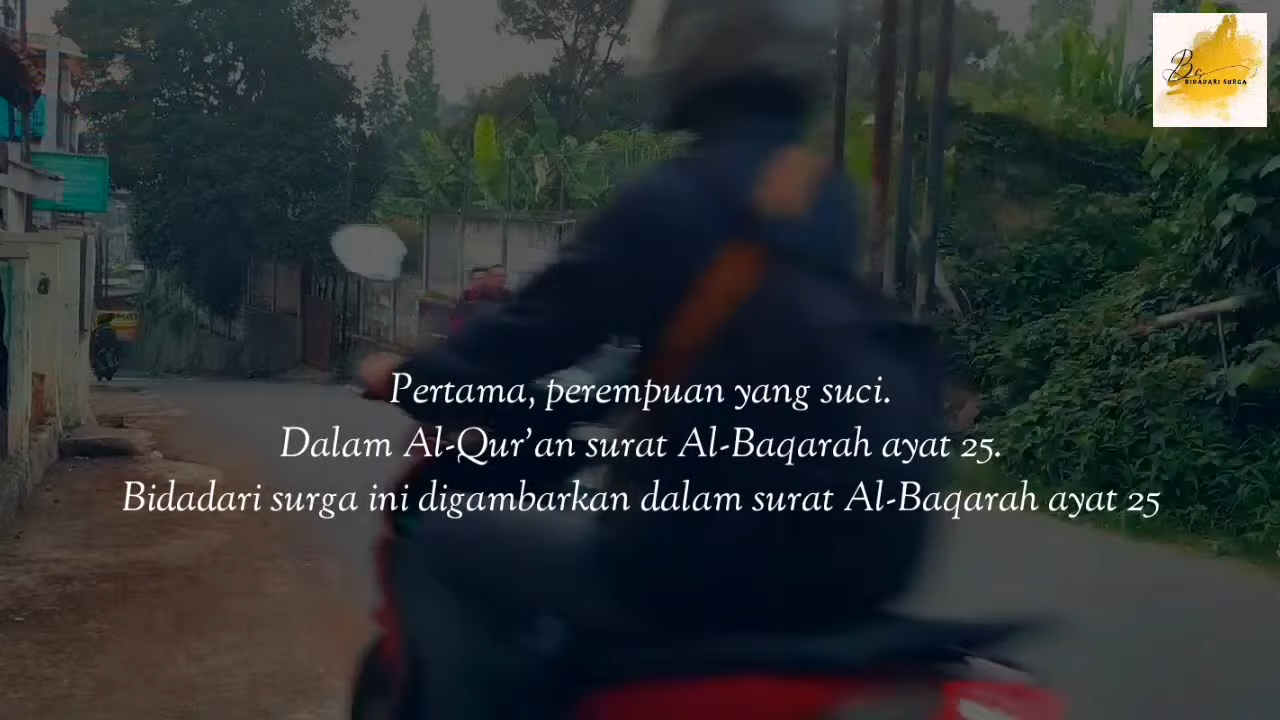 BIDADARI SURGA
Pertama, perempuan yang suci.
Dalam Al-Qur’an surat Al-Baqarah ayat 25.
Bidadari surga ini digambarkan dalam surat Al-Baqarah ayat 25